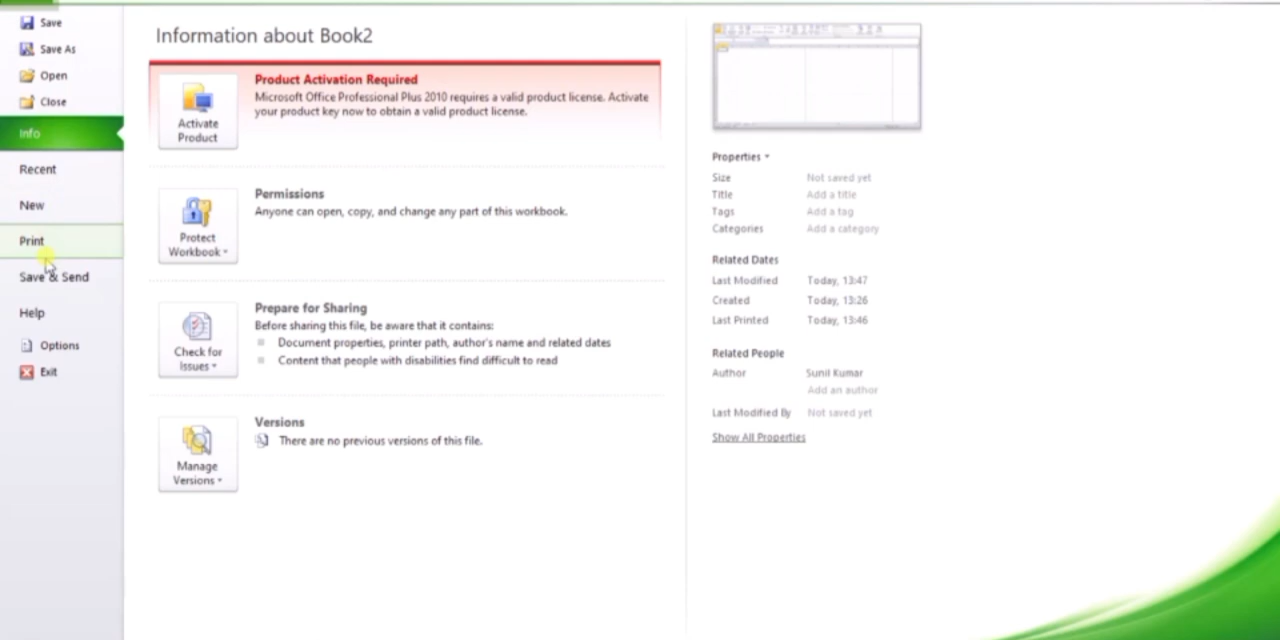 Save
Save As
Open
Close
Info
Recent
New
Print
Save & Send
Help
Options
Exit
Information about Book2
Product Activation Required
Microsoft Office Professional Plus 2010 requires a valid product license. Activate
your product key now to obtain a valid product license.
Activate
Product
Permissions
Anyone can open, copy, and change any part of this workbook.
Protect
Workbook
Prepare for Sharing
Before sharing this file, be aware that it contains:
Document properties, printer path, author's name and related dates
Content that people with disabilities find difficult to read
Check for
Issues
Versions
There are no previous versions of this file.
Manage
Versions
Properties
Size Not saved yet
Title Add a title
Tags Add a tag
Categories Add a category
Related Dates
Last Modified Today, 13:47
Created Today, 13:26
Last Printed Today, 13:46
Related People
Author Sunil Kumar
Add an author
Last Modified By Not saved yet
Show All Properties